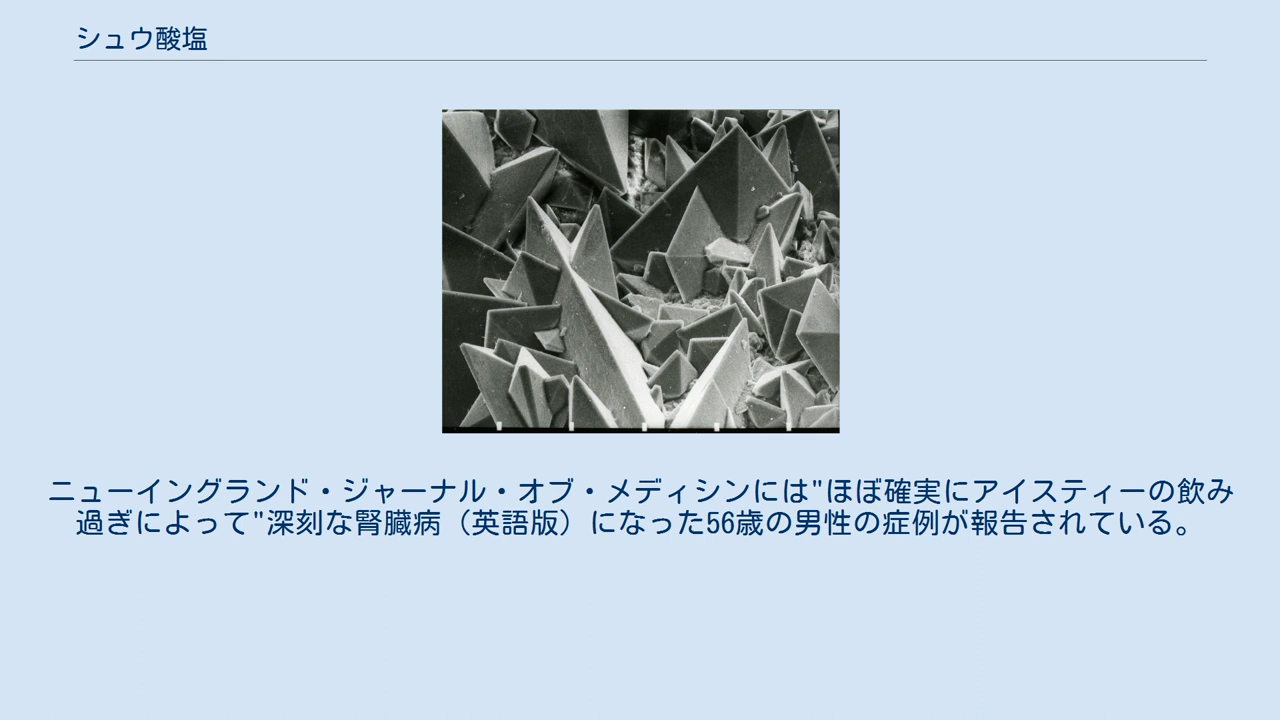 シュウ酸塩
ニューイングランド・ジャーナル・オブ・メディシンには"ほぼ確実にアイスティーの飲み
過ぎによって"深刻な腎臓病（英語版）になった56歳の男性の症例が報告されている。